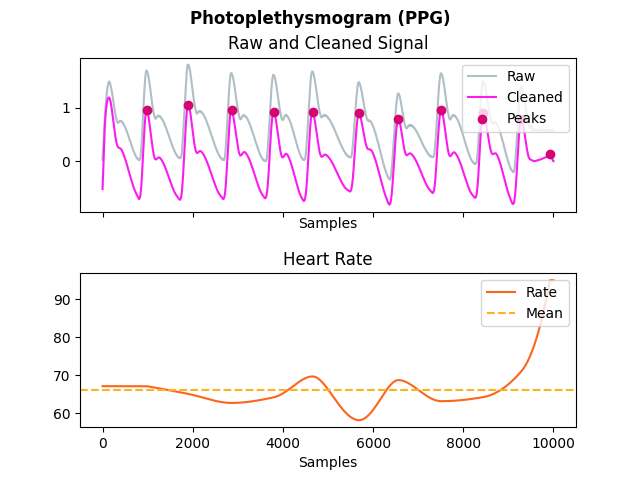 Photoplethysmogram (PPG)
Raw and Cleaned Signal
1
0
Raw
Cleaned
Peaks
Samples
Heart Rate
90
80
70
60
Rate
Mean
0
2000
4000
6000
8000
10000
Samples